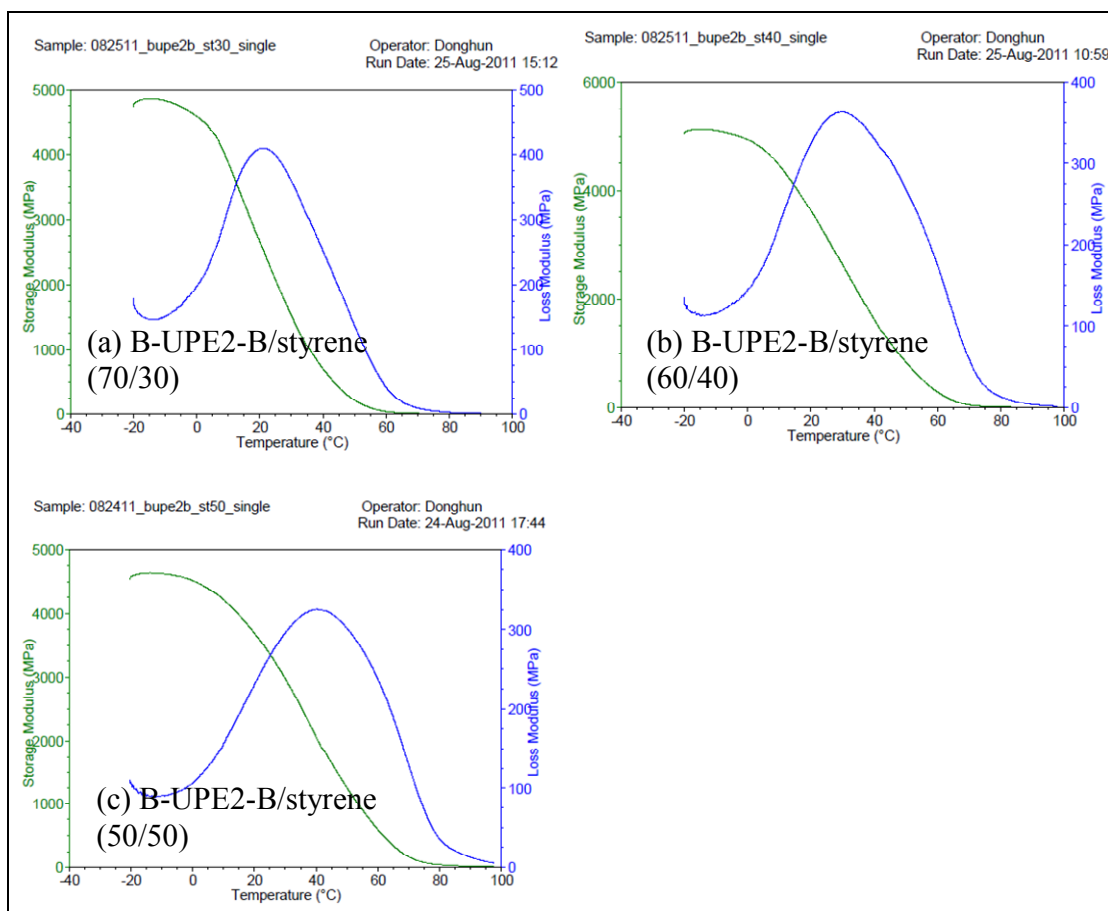 Sample: 082511_bupe2b_st30_single
Operator: Donghun
Run Date: 25-Aug-2011 15:12
5000
4000
3000
2000
1000
0
Storage Modulus (MPa)
500
400
300
200
100
0
Loss Modulus (MPa)
(a) B-UPE2-B/styrene
(70/30)
-40 -20 0 20 40 60 80 100
Temperature (°C)
Sample: 082511_bupe2b_st40_single
Operator: Donghun
Run Date: 25-Aug-2011 10:59
6000
4000
2000
0
Storage Modulus (MPa)
400
300
200
100
0
Loss Modulus (MPa)
(b) B-UPE2-B/styrene
(60/40)
-40 -20 0 20 40 60 80 100
Temperature (°C)
Sample: 082411_bupe2b_st50_single
Operator: Donghun
Run Date: 24-Aug-2011 17:44
5000
4000
3000
2000
1000
0
Storage Modulus (MPa)
400
300
200
100
0
Loss Modulus (MPa)
(c) B-UPE2-B/styrene
(50/50)
-40 -20 0 20 40 60 80 100
Temperature (°C)